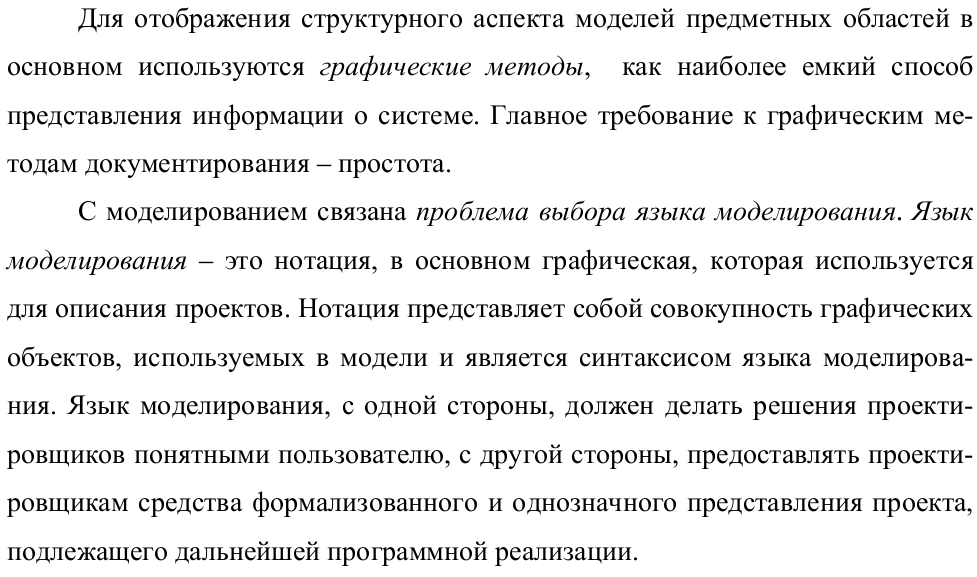 Для отображения структурного аспекта моделей предметных областей в
основном используются графические методы, как наиболее емкий способ
представления информации о системе. Главное требование к графическим ме-
тодам документирования – простота.
С моделированием связана проблема выбора языка моделирования. Язык
моделирования – это нотация, в основном графическая, которая используется
для описания проектов. Нотация представляет собой совокупность графических
объектов, используемых в модели и является синтаксисом языка моделирова-
ния. Язык моделирования, с одной стороны, должен делать решения проекти-
ровщиков понятными пользователю, с другой стороны, предоставлять проекти-
ровщикам средства формализованного и однозначного представления проекта,
подлежащего дальнейшей программной реализации.